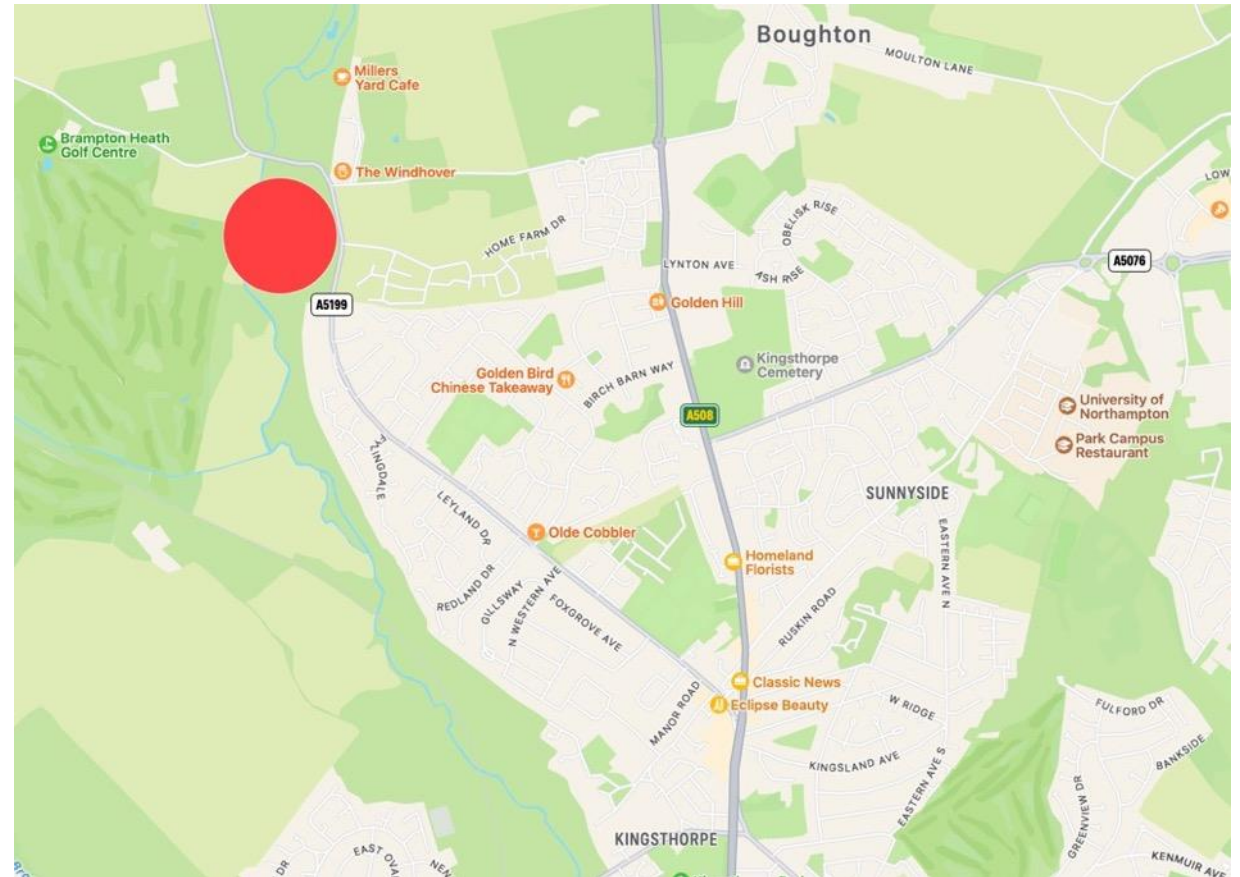 Boughton
MOULTON LANE
Millers
Yard Cafe
Brampton Heath
Golf Centre
The Windhover
LOW
OBELISK RISE
HOME FARM DR
LYNTON AVE
A5076
ASH RISE
A5199
Golden Hill
Kingsthorpe
Cemetery
Golden Bird
Chinese Takeaway
BIRCH BARN WAY
University of
Northampton
A508
Park Campus
Restaurant
FYLINGDALE
SUNNYSIDE
LEYLAND DR
Olde Cobbler
EASTERN AVE N
Homeland
Florists
REDLAND DR
GILLSWAY
N WESTERN AVE
FOXGROVE AVE
RUSKIN ROAD
Classic News
Eclipse Beauty
MANOR ROAD
W RIDGE
FULFORD DR
BANKSIDE
KINGSLAND AVE
EASTERN AVE S
GREENVIEW DR
KINGSTHORPE
EAST OVA
NEN
DR
KENMUIR AVE